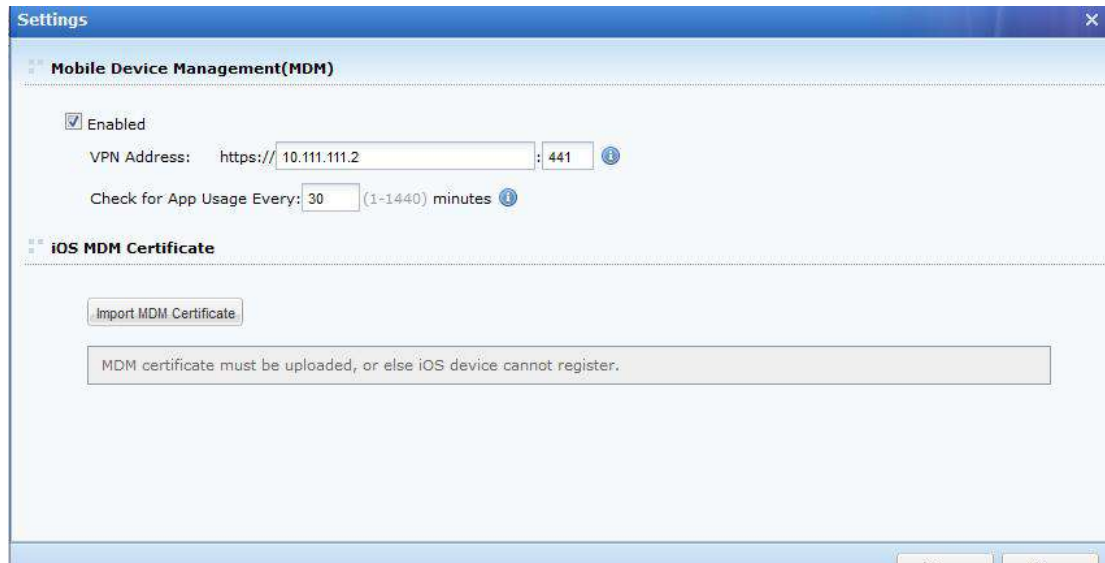 Settings
Mobile Device Management(MDM)
Enabled
VPN Address: https:// 10.111.111.2 : 441
Check for App Usage Every: 30 (1-1440) minutes
iOS MDM Certificate
Import MDM Certificate
MDM certificate must be uploaded, or else iOS device cannot register.